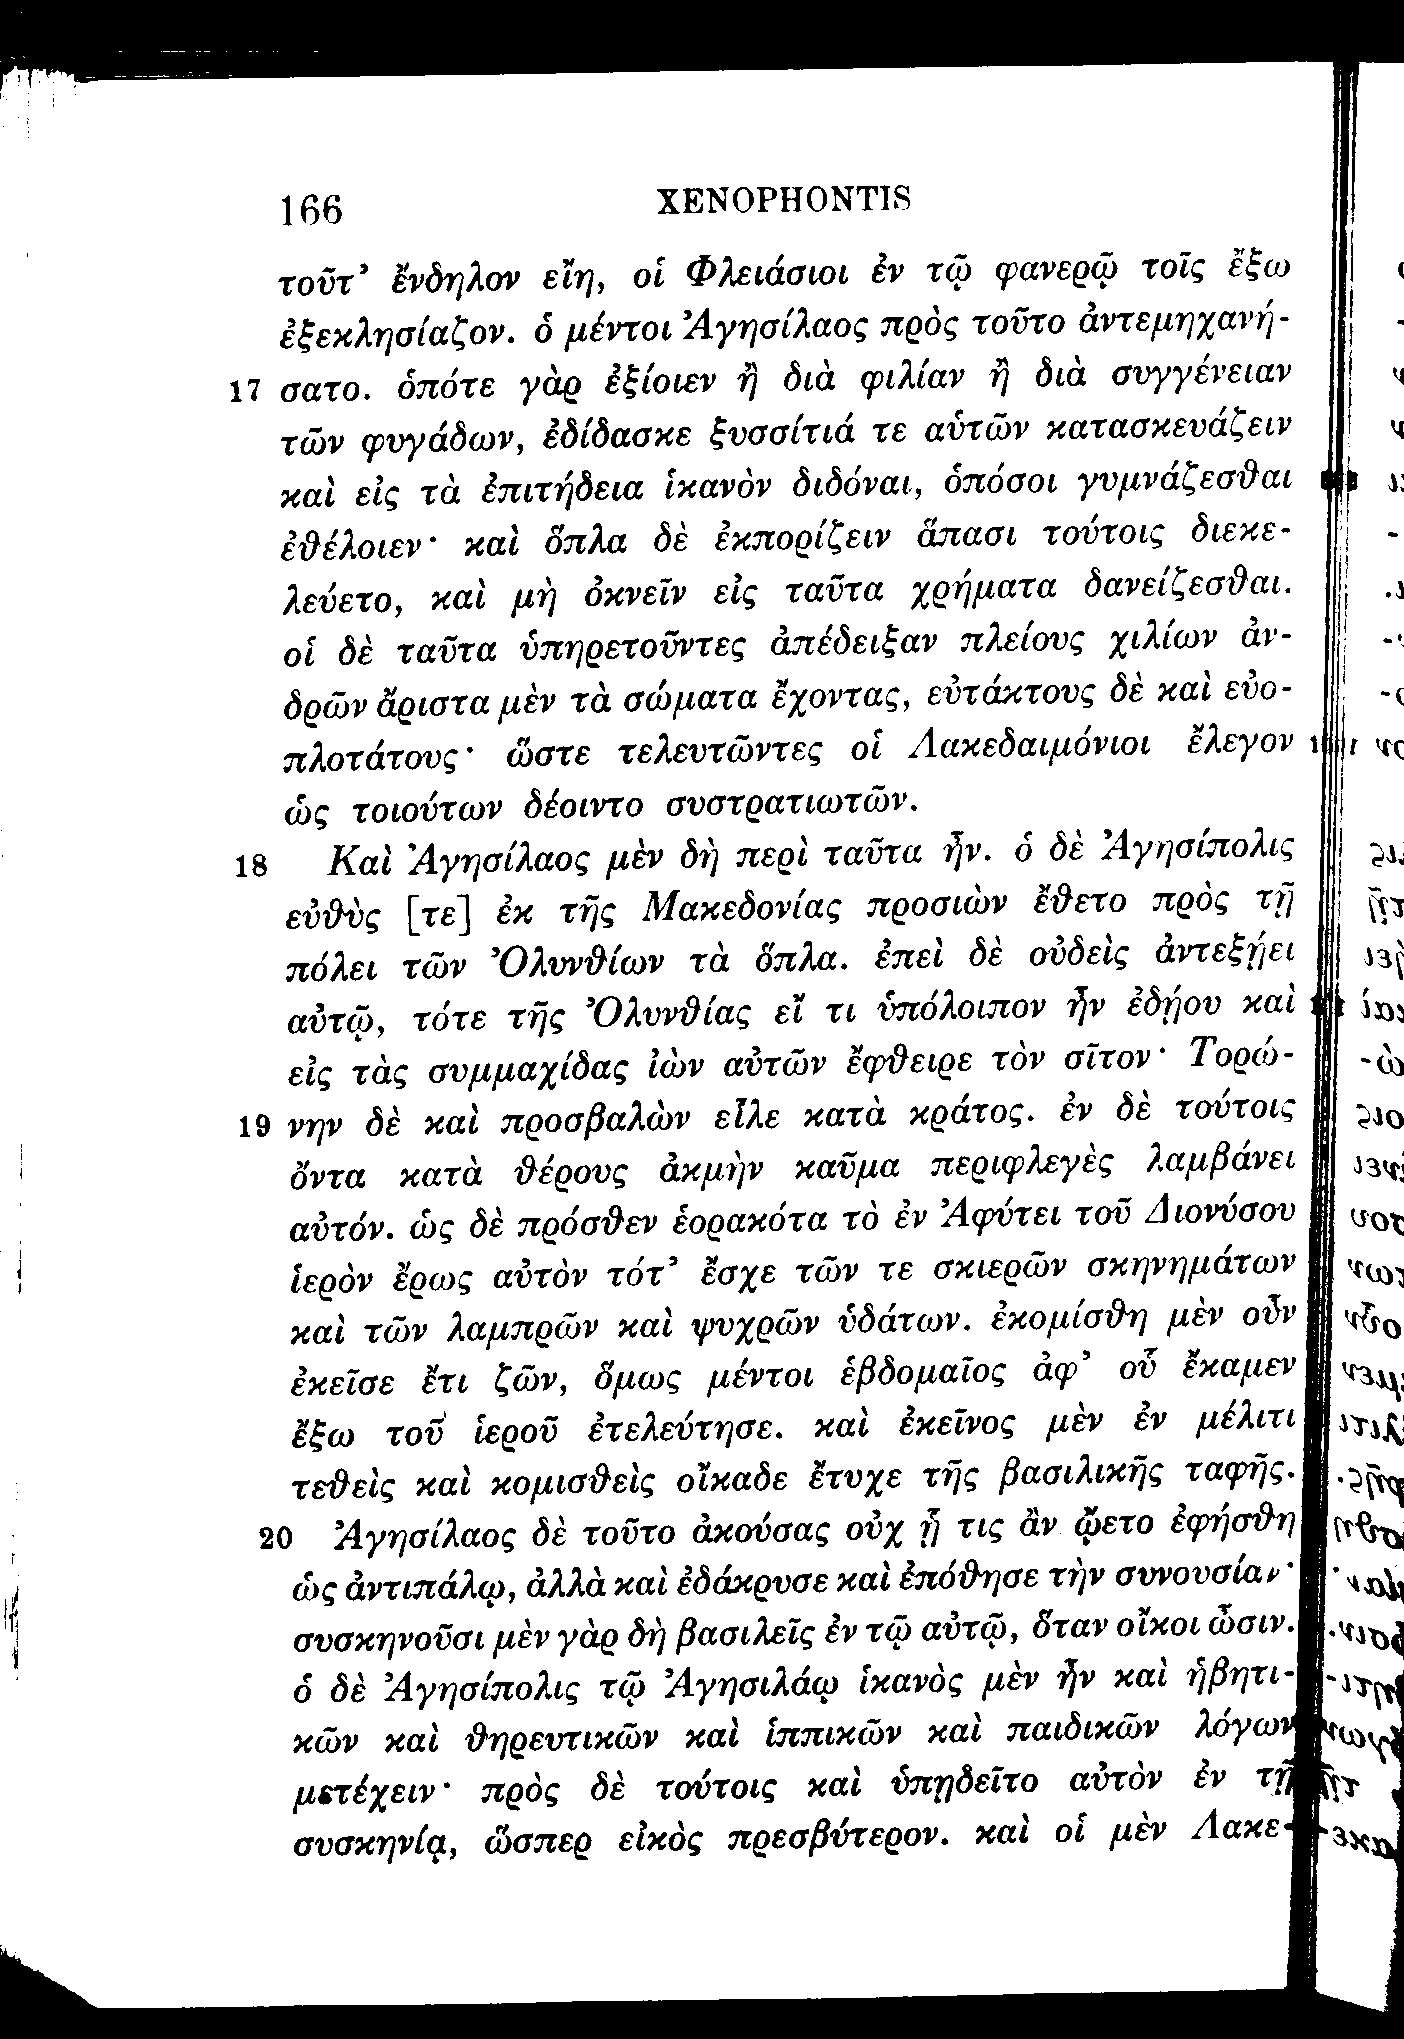 166 XENOPHONTIS
τοῦτ’ ἔνδηλον εἴη, οἱ Φλειάσιοι ἐν τῷ φανερῷ τοῖς ἔξω
ἐξεκλησίαζον. ὁ μέντοι Ἀγησίλαος πρὸς τοῦτο ἀντεμηχανή-
17 σατο. ὁπότε γὰρ ἐξίοιεν ἢ διὰ φιλίαν ἢ διὰ συγγένειαν
τῶν φυγάδων, ἐδίδασκε ξυσσίτιά τε αὑτῶν κατασκευάζειν
καὶ εἰς τὰ ἐπιτήδεια ἱκανὸν διδόναι, ὁπόσοι γυμνάζεσθαι
ἐθέλοιεν· καὶ ὅπλα δὲ ἐκπορίζειν ἅπασι τούτοις διεκε-
λεύετο, καὶ μὴ ὀκνεῖν εἰς ταῦτα χρήματα δανείζεσθαι.
οἱ δὲ ταῦτα ὑπηρετοῦντες ἀπέδειξαν πλείους χιλίων ἀν-
δρῶν ἄριστα μὲν τὰ σώματα ἔχοντας, εὐτάκτους δὲ καὶ εὐο-
πλοτάτους· ὥστε τελευτῶντες οἱ Λακεδαιμόνιοι ἔλεγον
ὡς τοιούτων δέοιντο συστρατιωτῶν.
18 Καὶ Ἀγησίλαος μὲν δὴ περὶ ταῦτα ἦν. ὁ δὲ Ἀγησίπολις
εὐθὺς [τε] ἐκ τῆς Μακεδονίας προσιὼν ἔθετο πρὸς τῇ
πόλει τῶν Ὀλυνθίων τὰ ὅπλα. ἐπεὶ δὲ οὐδεὶς ἀντεξῄει
αὐτῷ, τότε τῆς Ὀλυνθίας εἴ τι ὑπόλοιπον ἦν ἐδῄου καὶ
εἰς τὰς συμμαχίδας ἰὼν αὐτῶν ἔφθειρε τὸν σῖτον· Τορώ-
19 νην δὲ καὶ προσβαλὼν εἷλε κατὰ κράτος. ἐν δὲ τούτοις
ὄντα κατὰ θέρους ἀκμὴν καῦμα περιφλεγὲς λαμβάνει
αὐτόν. ὡς δὲ πρόσθεν ἑορακότα τὸ ἐν Ἀφύτει τοῦ Διονύσου
ἱερὸν ἔρως αὐτὸν τότ’ ἔσχε τῶν τε σκιερῶν σκηνημάτων
καὶ τῶν λαμπρῶν καὶ ψυχρῶν ὑδάτων. ἐκομίσθη μὲν οὖν
ἐκεῖσε ἔτι ζῶν, ὅμως μέντοι ἑβδομαῖος ἀφ’ οὗ ἔκαμεν
ἔξω τοῦ ἱεροῦ ἐτελεύτησε. καὶ ἐκεῖνος μὲν ἐν μέλιτι
τεθεὶς καὶ κομισθεὶς οἴκαδε ἔτυχε τῆς βασιλικῆς ταφῆς.
20 Ἀγησίλαος δὲ τοῦτο ἀκούσας οὐχ ᾗ τις ἂν ᾤετο ἐφήσθη
ὡς ἀντιπάλῳ, ἀλλὰ καὶ ἐδάκρυσε καὶ ἐπόθησε τὴν συνουσίαν·
συσκηνοῦσι μὲν γὰρ δὴ βασιλεῖς ἐν τῷ αὐτῷ, ὅταν οἴκοι ὦσιν.
ὁ δὲ Ἀγησίπολις τῷ Ἀγησιλάῳ ἱκανὸς μὲν ἦν καὶ ἡβητι-
κῶν καὶ θηρευτικῶν καὶ ἱππικῶν καὶ παιδικῶν λόγων
μετέχειν· πρὸς δὲ τούτοις καὶ ὑπῃδεῖτο αὐτὸν ἐν τῇ
συσκηνίᾳ, ὥσπερ εἰκὸς πρεσβύτερον. καὶ οἱ μὲν Λακε-